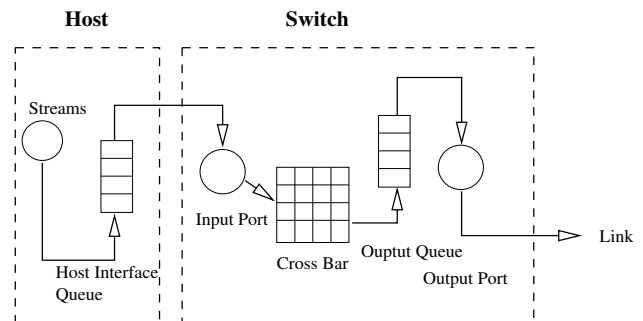 Host
Switch
Streams
Input Port
Host Interface
Queue
Cross Bar
Ouptut Queue
Output Port
Link